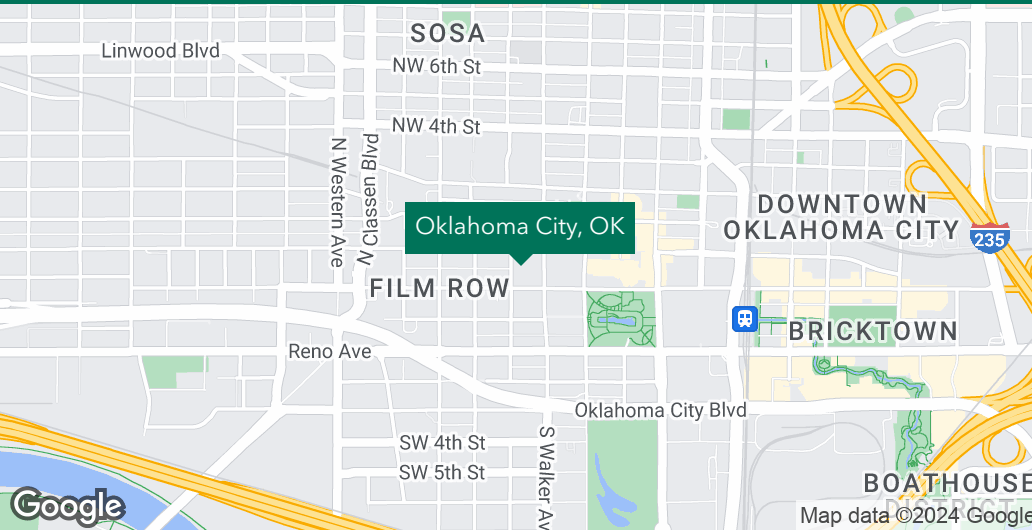 SOSA
Linwood Blvd
NW 6th St
NW 4th St
N Western Ave
N Classen Blvd
DOWNTOWN
OKLAHOMA CITY
235
Oklahoma City, OK
FILM ROW
BRICKTOWN
Reno Ave
Oklahoma City Blvd
SW 4th St
S Walker Av
SW 5th St
BOATHOUSE
DISTRICT
Google
Map data ©2024 Google